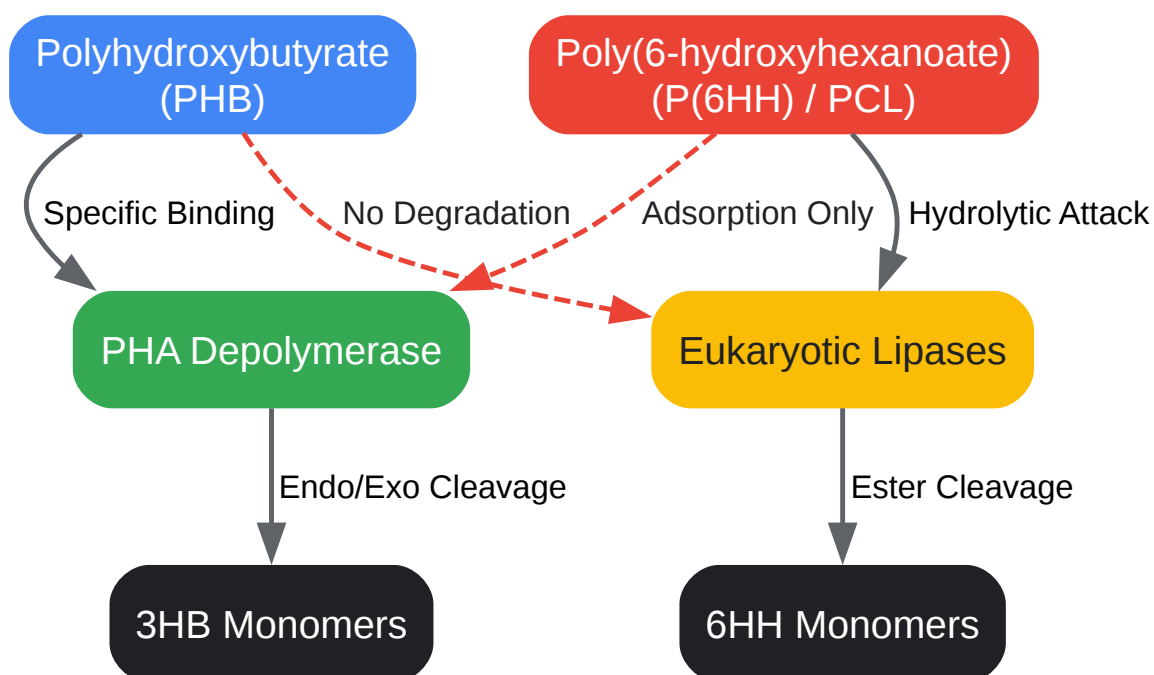 Polyhydroxybutyrate
(PHB)
Poly(6-hydroxyhexanoate)
(P(6HH) / PCL)
Specific Binding
No Degradation
Adsorption Only
Hydrolytic Attack
PHA Depolymerase
Eukaryotic Lipases
Endo/Exo Cleavage
Ester Cleavage
3HB Monomers
6HH Monomers